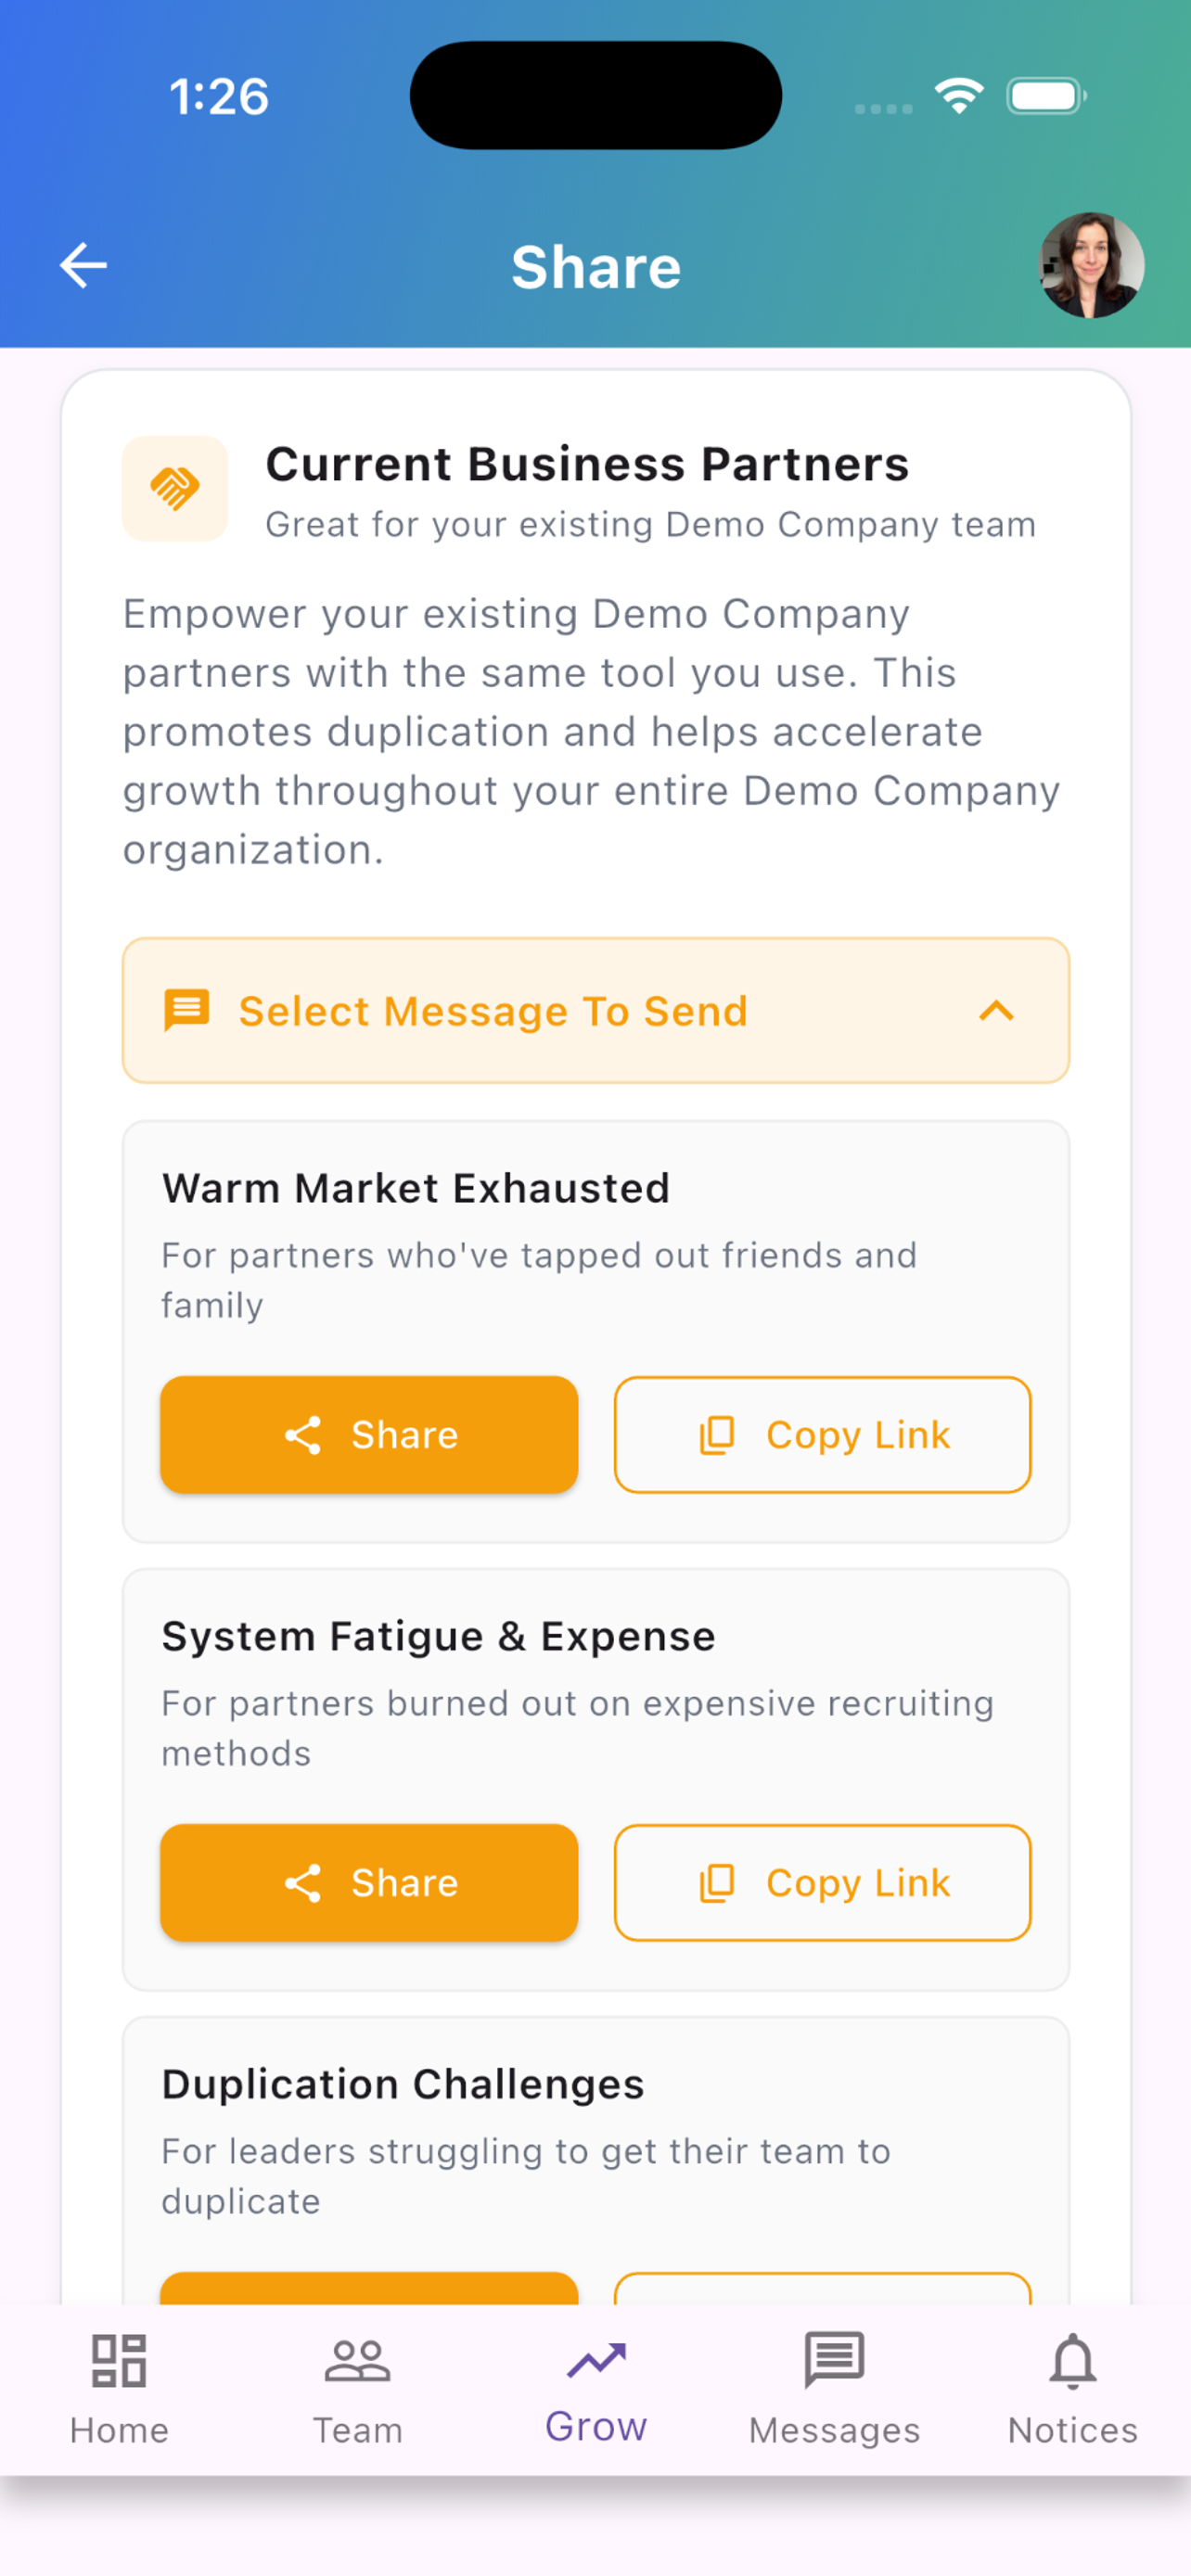 1:26
Share
Current Business Partners
Great for your existing Demo Company team
Empower your existing Demo Company
partners with the same tool you use. This
promotes duplication and helps accelerate
growth throughout your entire Demo Company
organization.
Select Message To Send
Warm Market Exhausted
For partners who've tapped out friends and
family
Share Copy Link
System Fatigue & Expense
For partners burned out on expensive recruiting
methods
Share Copy Link
Duplication Challenges
For leaders struggling to get their team to
duplicate
Home Team Grow Messages Notices